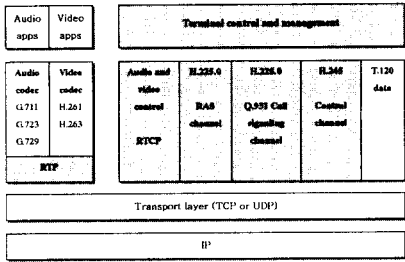 Audio apps
Video apps
Terminal control and management
Audio codec
G.711
G.723
G.729
Video codec
H.261
H.263
RTP
Audio and video control
RTCP
H.225.0
RAS channel
H.225.0
Q.931 Call signaling channel
H.245
Control channel
T.120 data
Transport layer (TCP or UDP)
IP